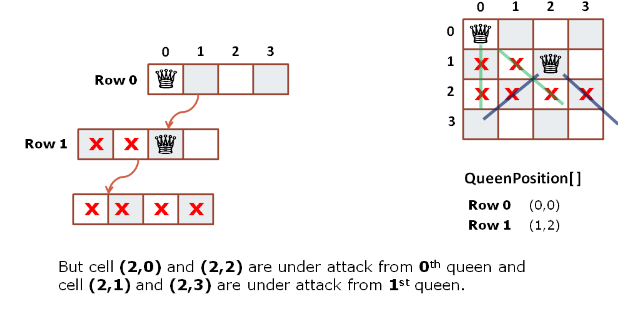 0 1 2 3
Row 0
Row 1 X X
X X X X
0 1 2 3
0
1 X X
2 X X X X
3
QueenPosition[ ]
Row 0 (0,0)
Row 1 (1,2)
But cell (2,0) and (2,2) are under attack from 0th queen and
cell (2,1) and (2,3) are under attack from 1st queen.